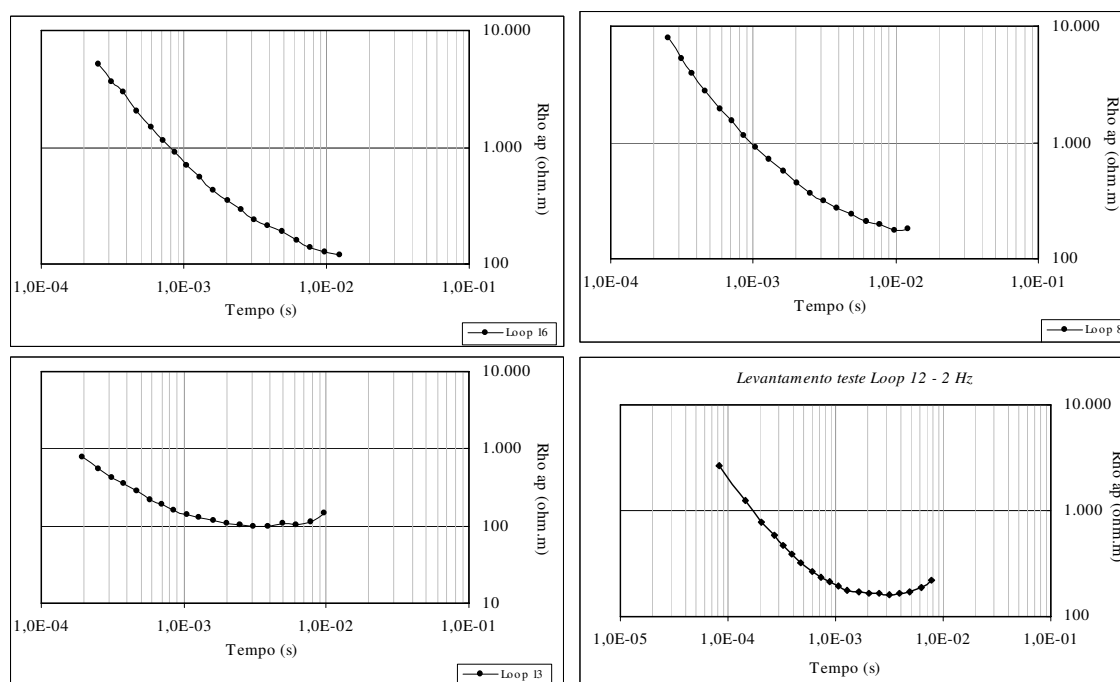 10.000
1.000
100
Rho ap (ohm.m)
1,0E-04 1,0E-03 1,0E-02 1,0E-01
Tempo (s)
Loop 16
10.000
1.000
100
Rho ap (ohm.m)
1,0E-04 1,0E-03 1,0E-02 1,0E-01
Tempo (s)
Loop 8
10.000
1.000
100
10
Rho ap (ohm.m)
1,0E-04 1,0E-03 1,0E-02 1,0E-01
Tempo (s)
Loop 13
Levantamento teste Loop 12 - 2 Hz
10.000
1.000
100
Rho ap (ohm.m)
1,0E-05 1,0E-04 1,0E-03 1,0E-02 1,0E-01
Tempo (s)